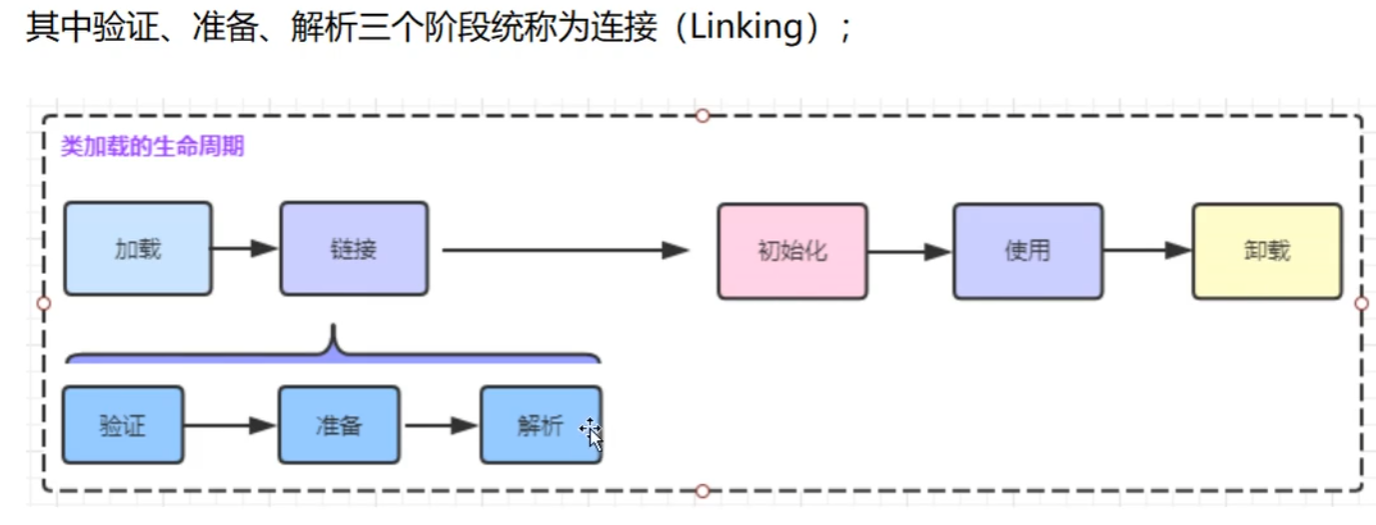 其中验证、准备、解析三个阶段统称为连接（Linking）；
类加载的生命周期
加载
链接
初始化
使用
卸载
验证
准备
解析